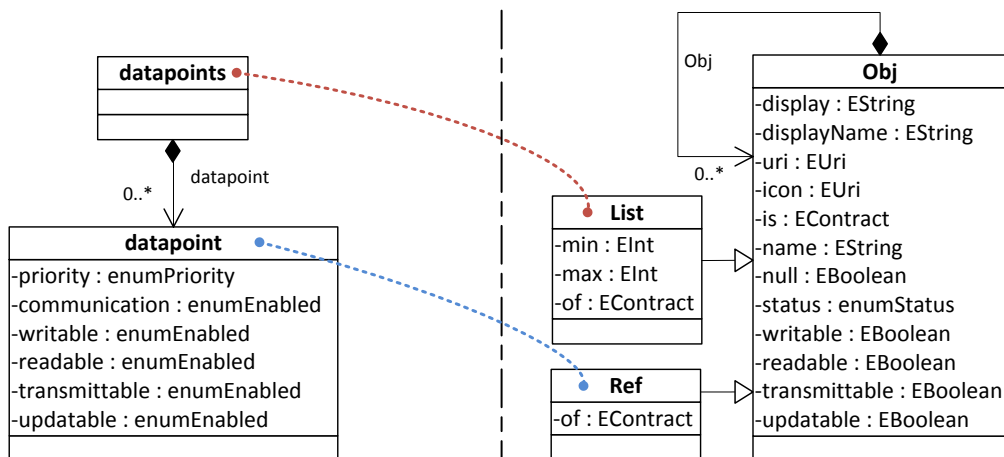 datapoints
datapoint
0..*
datapoint
-priority : enumPriority
-communication : enumEnabled
-writable : enumEnabled
-readable : enumEnabled
-transmittable : enumEnabled
-updatable : enumEnabled
List
-min : EInt
-max : EInt
-of : EContract
Ref
-of : EContract
Obj
0..*
Obj
-display : EString
-displayName : EString
-uri : EUri
-icon : EUri
-is : EContract
-name : EString
-null : EBoolean
-status : enumStatus
-writable : EBoolean
-readable : EBoolean
-transmittable : EBoolean
-updatable : EBoolean